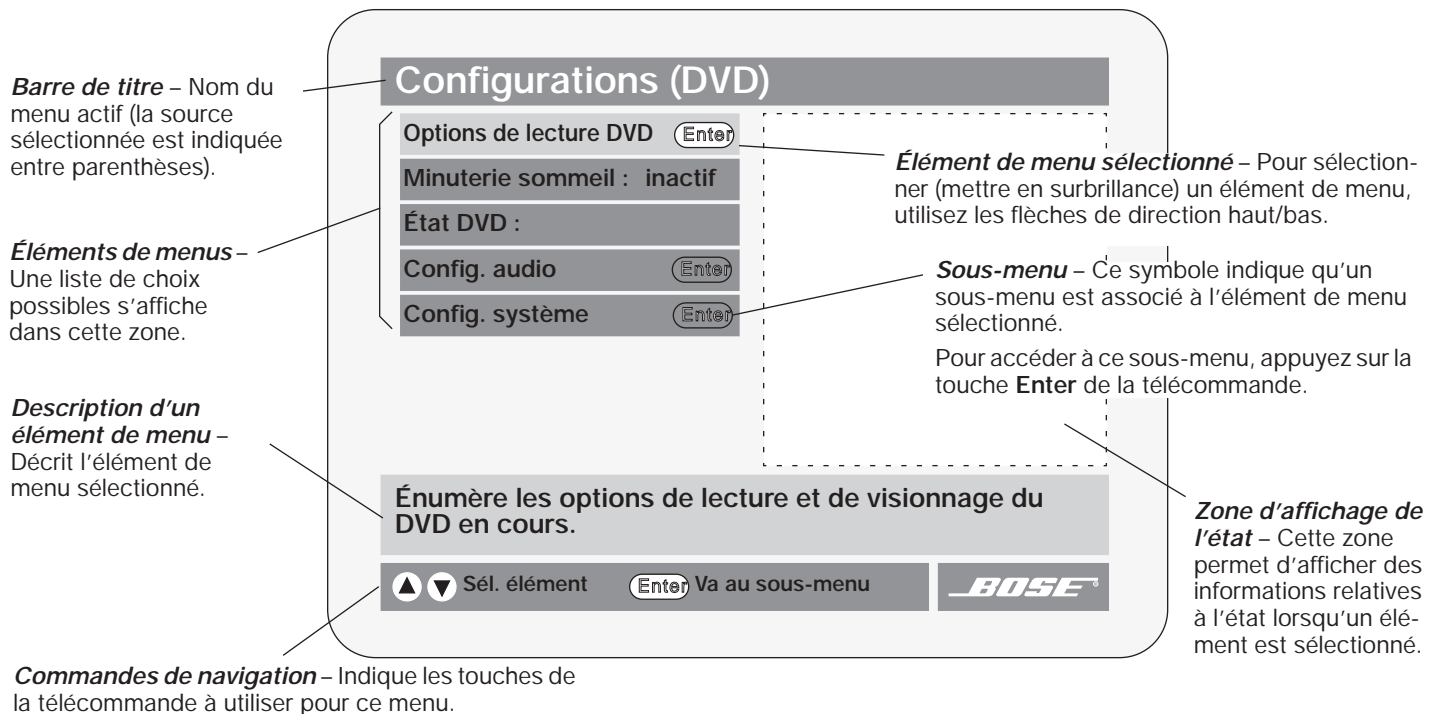 Configurations (DVD)
Barre de titre – Nom du
menu actif (la source
sélectionnée est indiquée
entre parenthèses).
Options de lecture DVD Enter
Minuterie sommeil : inactif
État DVD :
Config. audio Enter
Config. système Enter
Élément de menu sélectionné – Pour sélection-
ner (mettre en surbrillance) un élément de menu,
utilisez les flèches de direction haut/bas.
Éléments de menus –
Une liste de choix
possibles s'affiche
dans cette zone.
Sous-menu – Ce symbole indique qu'un
sous-menu est associé à l'élément de menu
sélectionné.
Pour accéder à ce sous-menu, appuyez sur la
touche Enter de la télécommande.
Description d'un
élément de menu –
Décrit l'élément de
menu sélectionné.
Énumère les options de lecture et de visionnage du
DVD en cours.
Zone d'affichage de
l'état – Cette zone
permet d'afficher des
informations relatives
à l'état lorsqu'un élé-
ment est sélectionné.
Sél. élément Enter Va au sous-menu
BOSE®
Commandes de navigation – Indique les touches de
la télécommande à utiliser pour ce menu.